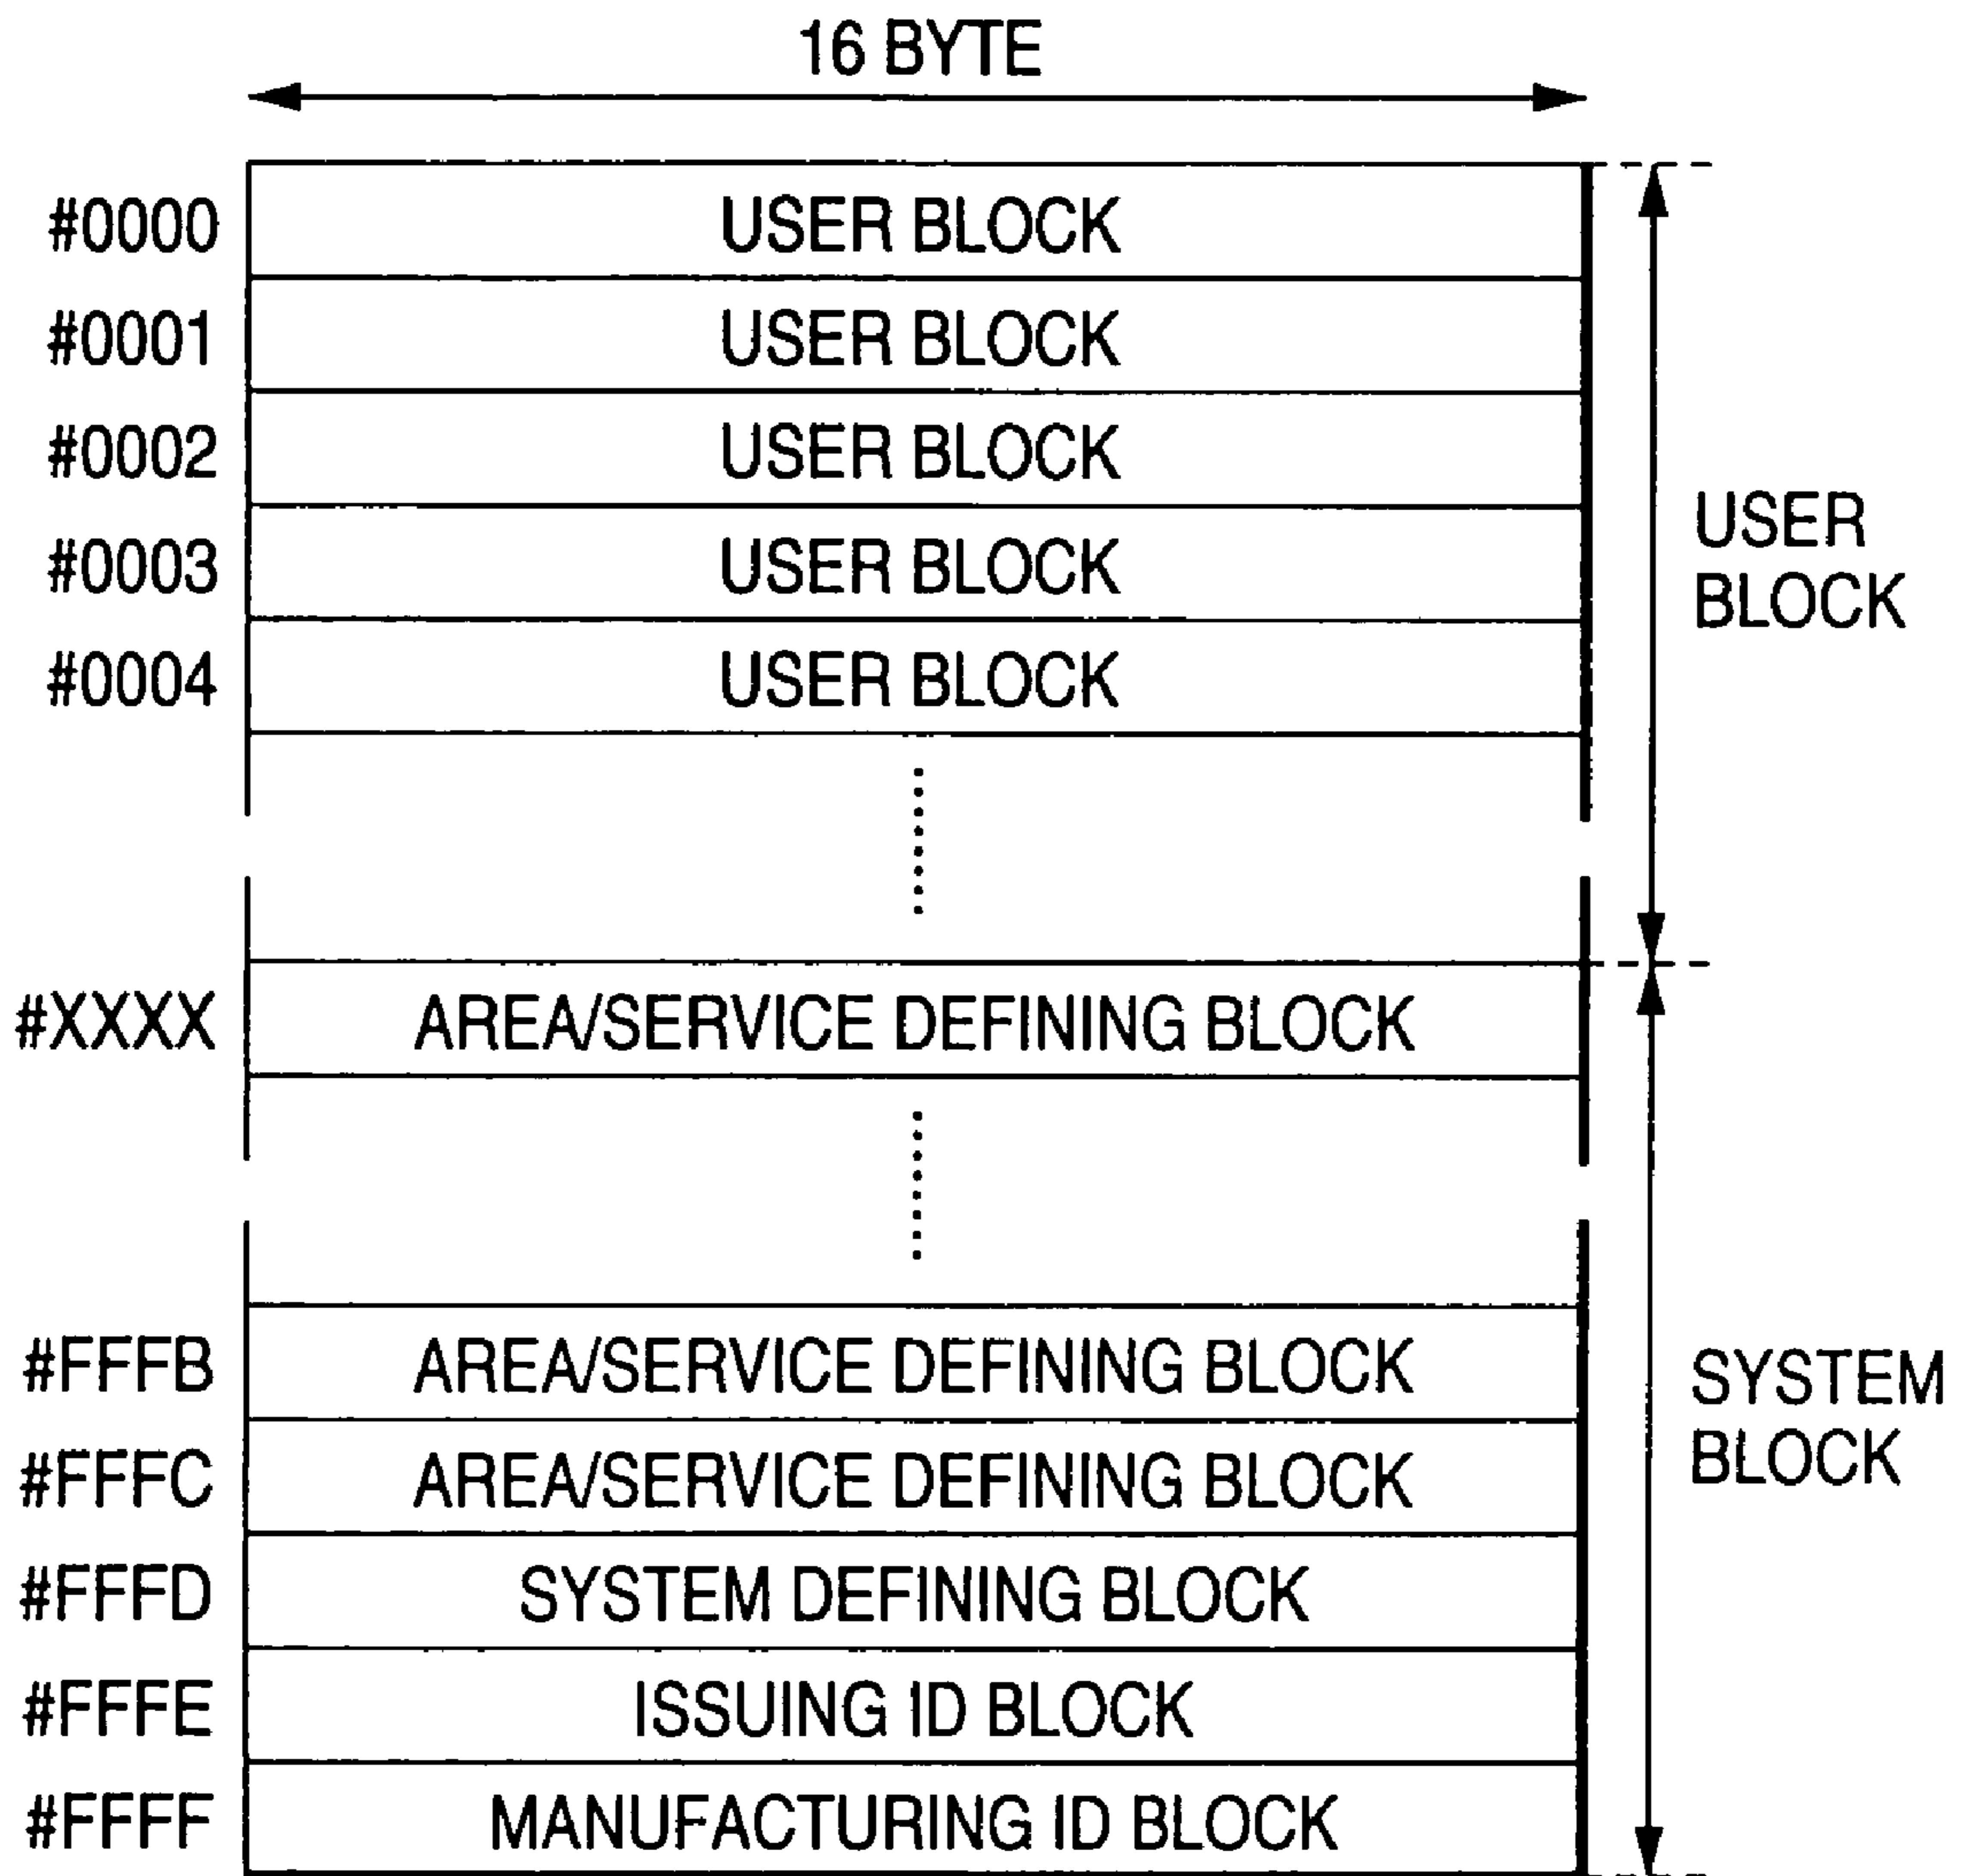 16 BYTE
#0000 USER BLOCK
#0001 USER BLOCK
#0002 USER BLOCK
#0003 USER BLOCK
#0004 USER BLOCK
USER
BLOCK
#XXXX AREA/SERVICE DEFINING BLOCK
#FFFB AREA/SERVICE DEFINING BLOCK
#FFFC AREA/SERVICE DEFINING BLOCK
#FFFD SYSTEM DEFINING BLOCK
#FFFE ISSUING ID BLOCK
#FFFF MANUFACTURING ID BLOCK
SYSTEM
BLOCK